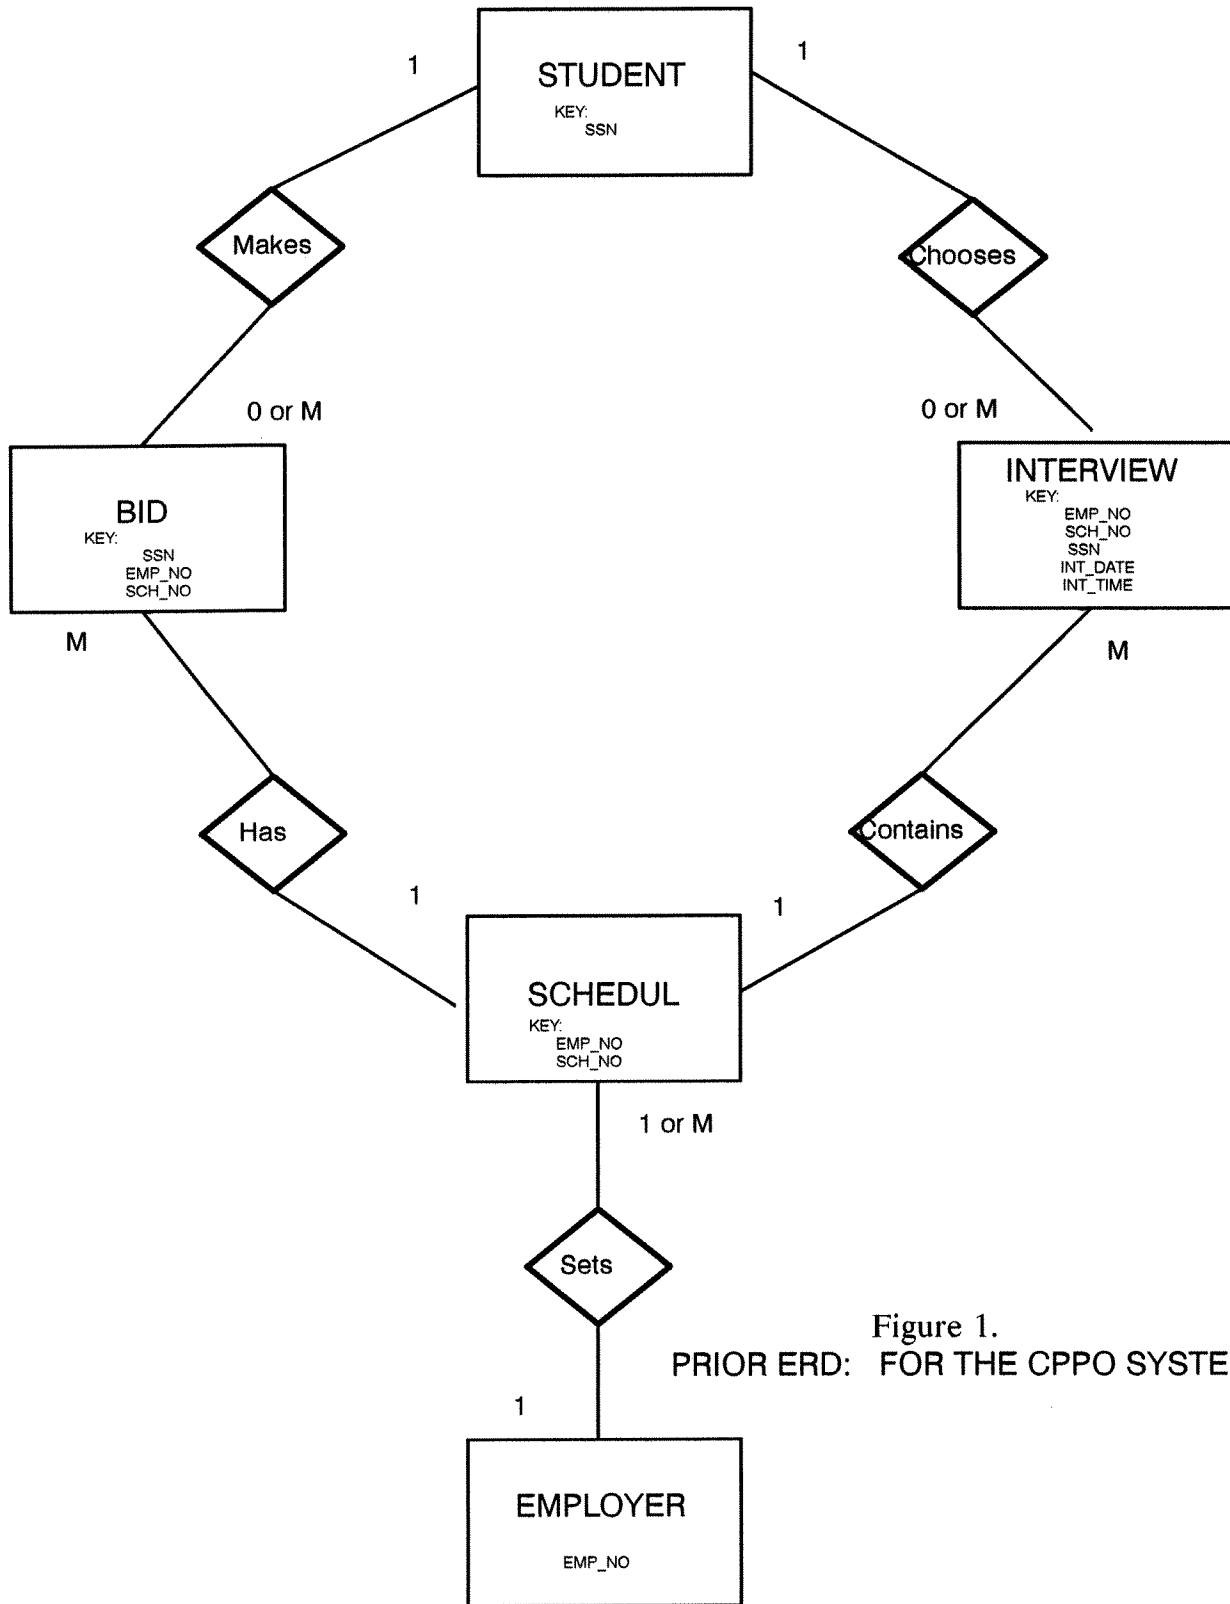 1
1
STUDENT
KEY:
SSN
Makes
Chooses
0 or M
0 or M
BID
KEY:
SSN
EMP_NO
SCH_NO
INTERVIEW
KEY:
EMP_NO
SCH_NO
SSN
INT_DATE
INT_TIME
M
M
Has
Contains
1
1
SCHEDUL
KEY:
EMP_NO
SCH_NO
1 or M
Sets
Figure 1.
PRIOR ERD: FOR THE CPPO SYSTE
1
EMPLOYER
EMP_NO